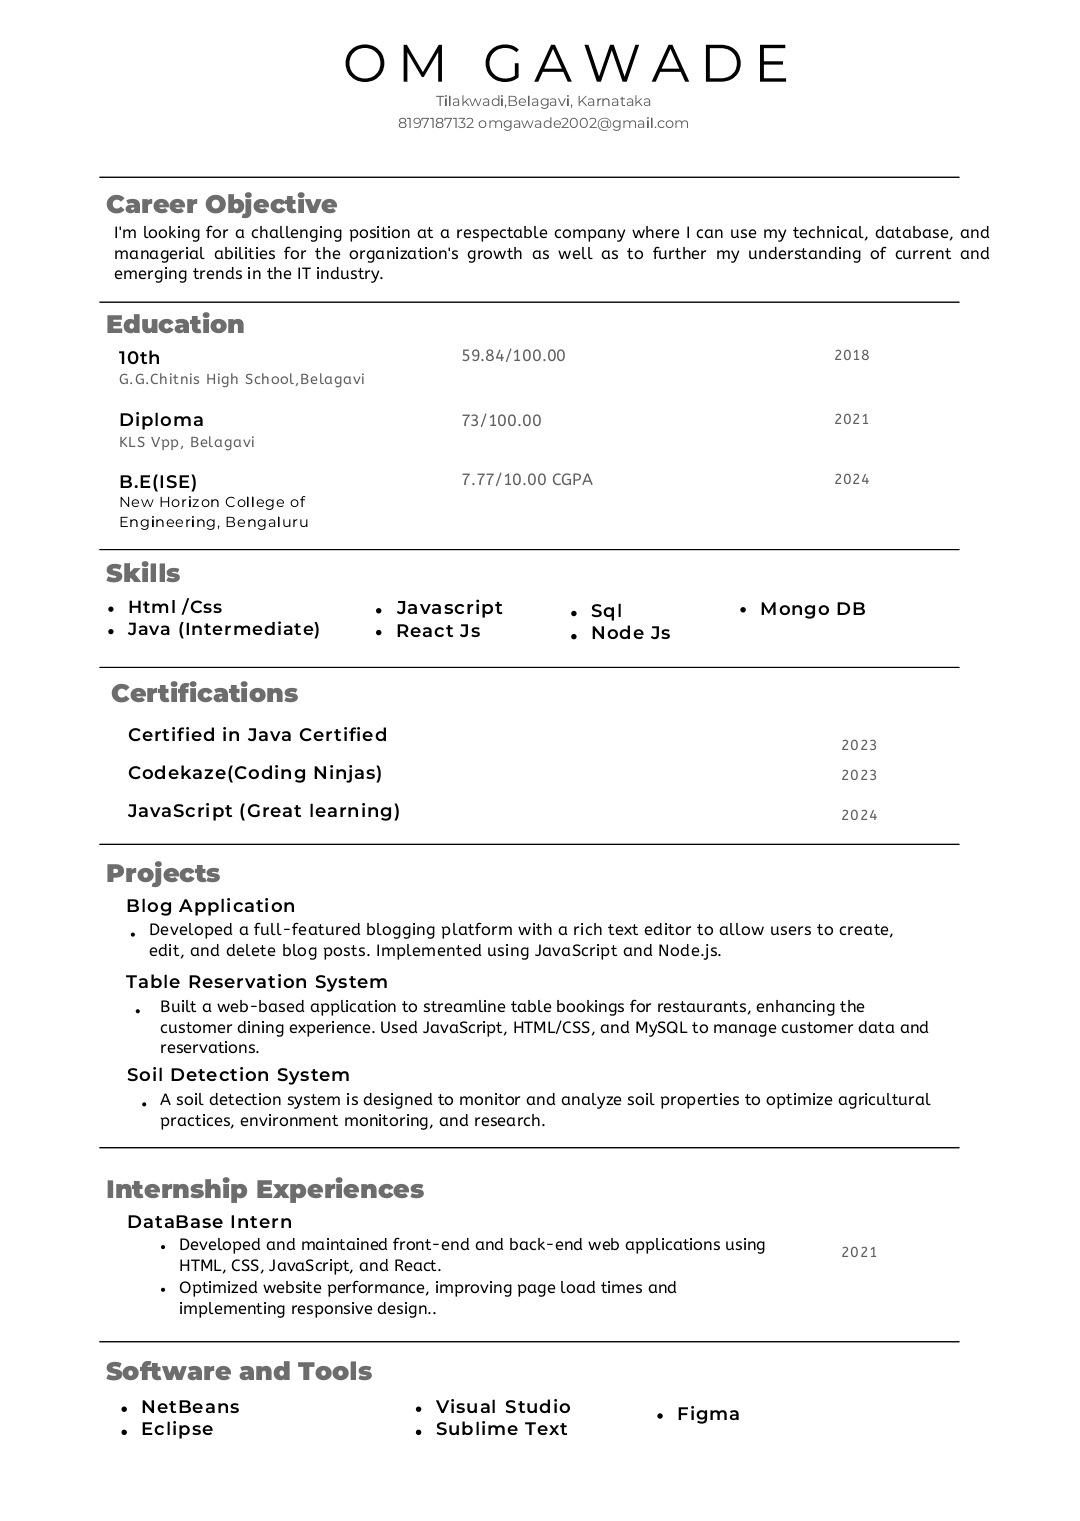 OM GAWADE
Tilakwadi,Belagavi, Karnataka
8197187132 omgawade2002@gmail.com
Career Objective
I'm looking for a challenging position at a respectable company where I can use my technical, database, and
managerial abilities for the organization's growth as well as to further my understanding of current and
emerging trends in the IT industry.
Education
10th 59.84/100.00 2018
G.G.Chitnis High School,Belagavi
Diploma 73/100.00 2021
KLS Vpp, Belagavi
B.E(ISE) 7.77/10.00 CGPA 2024
New Horizon College of
Engineering, Bengaluru
Skills
• Html /Css • Javascript • Sql • Mongo DB
• Java (Intermediate) • React Js • Node Js
Certifications
Certified in Java Certified 2023
Codekaze(Coding Ninjas) 2023
JavaScript (Great learning) 2024
Projects
Blog Application
• Developed a full-featured blogging platform with a rich text editor to allow users to create,
edit, and delete blog posts. Implemented using JavaScript and Node.js.
Table Reservation System
• Built a web-based application to streamline table bookings for restaurants, enhancing the
customer dining experience. Used JavaScript, HTML/CSS, and MySQL to manage customer data and
reservations.
Soil Detection System
• A soil detection system is designed to monitor and analyze soil properties to optimize agricultural
practices, environment monitoring, and research.
Internship Experiences
DataBase Intern
• Developed and maintained front-end and back-end web applications using 2021
HTML, CSS, JavaScript, and React.
• Optimized website performance, improving page load times and
implementing responsive design..
Software and Tools
• NetBeans • Visual Studio • Figma
• Eclipse • Sublime Text